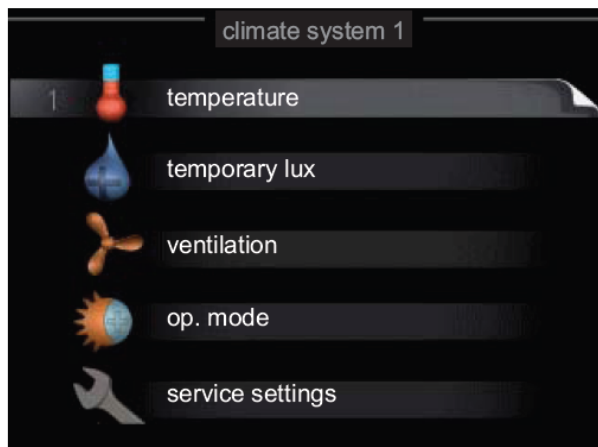 climate system 1
1 temperature
temporary lux
ventilation
op. mode
service settings